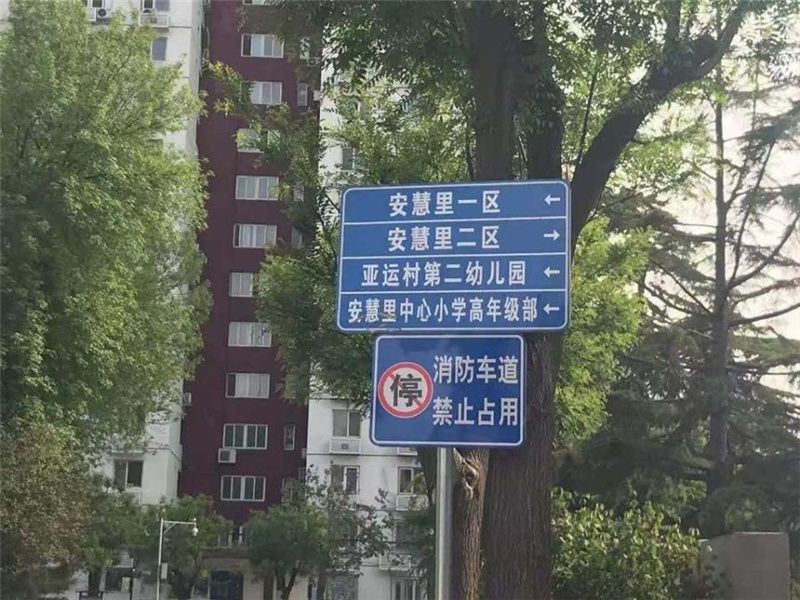 安慧里一区 ←
安慧里二区 →
亚运村第二幼儿园 ←
安慧里中心小学高年级部 ←
停 消防车道
禁止占用